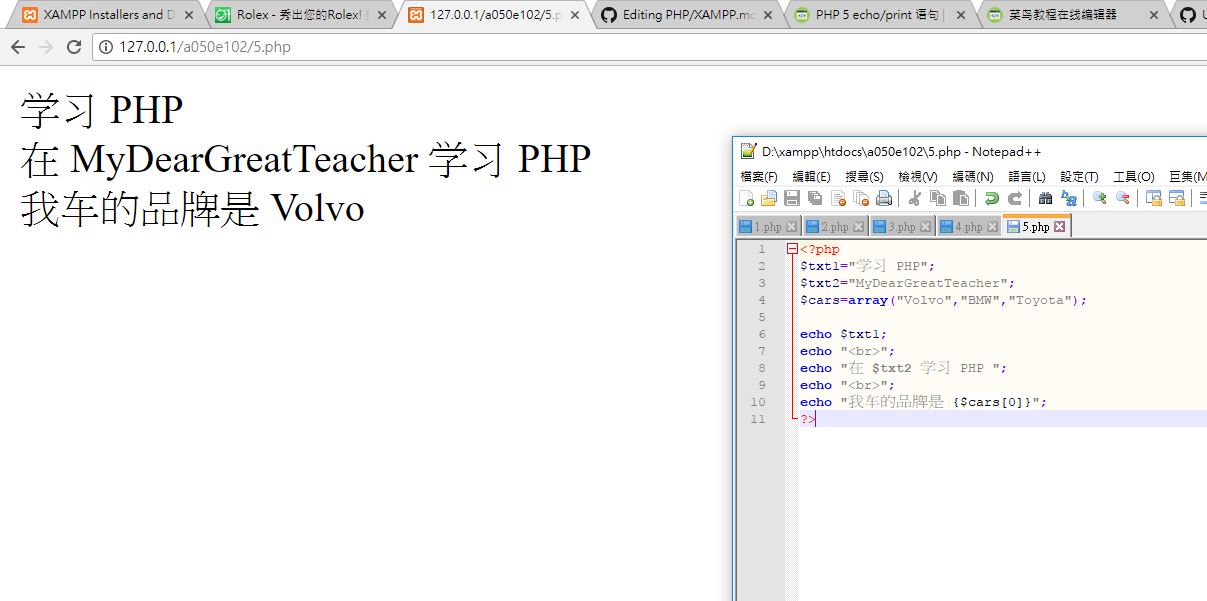 XAMPP Installers and D
Rolex - 秀出您的Rolex!
127.0.0.1/a050e102/5.p
Editing PHP/XAMPP.mc
PHP 5 echo/print 语句
菜鸟教程在线编辑器
127.0.0.1/a050e102/5.php
学习 PHP
在 MyDearGreatTeacher 学习 PHP
我车的品牌是 Volvo
D:\xampp\htdocs\a050e102\5.php - Notepad++
檔案(F) 編輯(E) 搜尋(S) 檢視(V) 編碼(N) 語言(L) 設定(T) 工具(O) 巨集(M
1.php 2.php 3.php 4.php 5.php
1 <?php
2 $txt1="学习 PHP";
3 $txt2="MyDearGreatTeacher";
4 $cars=array("Volvo","BMW","Toyota");
5
6 echo $txt1;
7 echo "<br>";
8 echo "在 $txt2 学习 PHP ";
9 echo "<br>";
10 echo "我车的品牌是 {$cars[0]}";
11 ?>